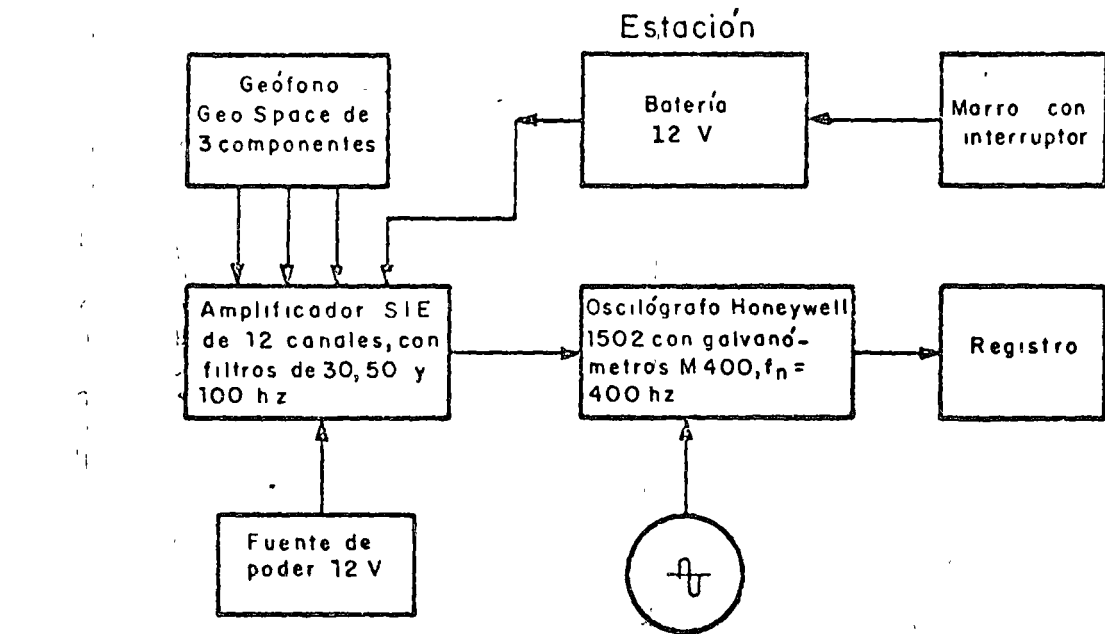 Estación
Geófono
Geo Space de
3 componentes
Batería
12 V
Marro con
interruptor
Amplificador SIE
de 12 canales, con
filtros de 30, 50 y
100 hz
Oscilógrafo Honeywell
1502 con galvanó-
metros M 400, fn =
400 hz
Registro
Fuente de
poder 12 V